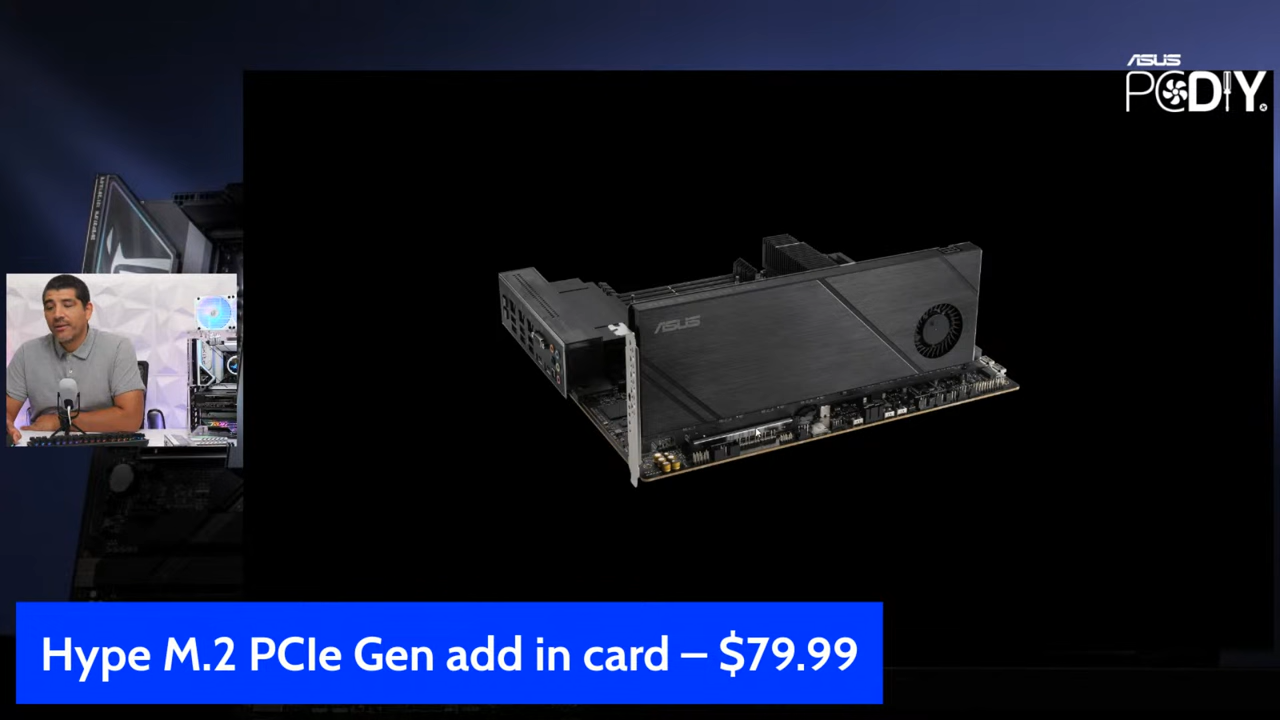 ASUS
PCDIY
ASUS
Hype M.2 PCIe Gen add in card – $79.99